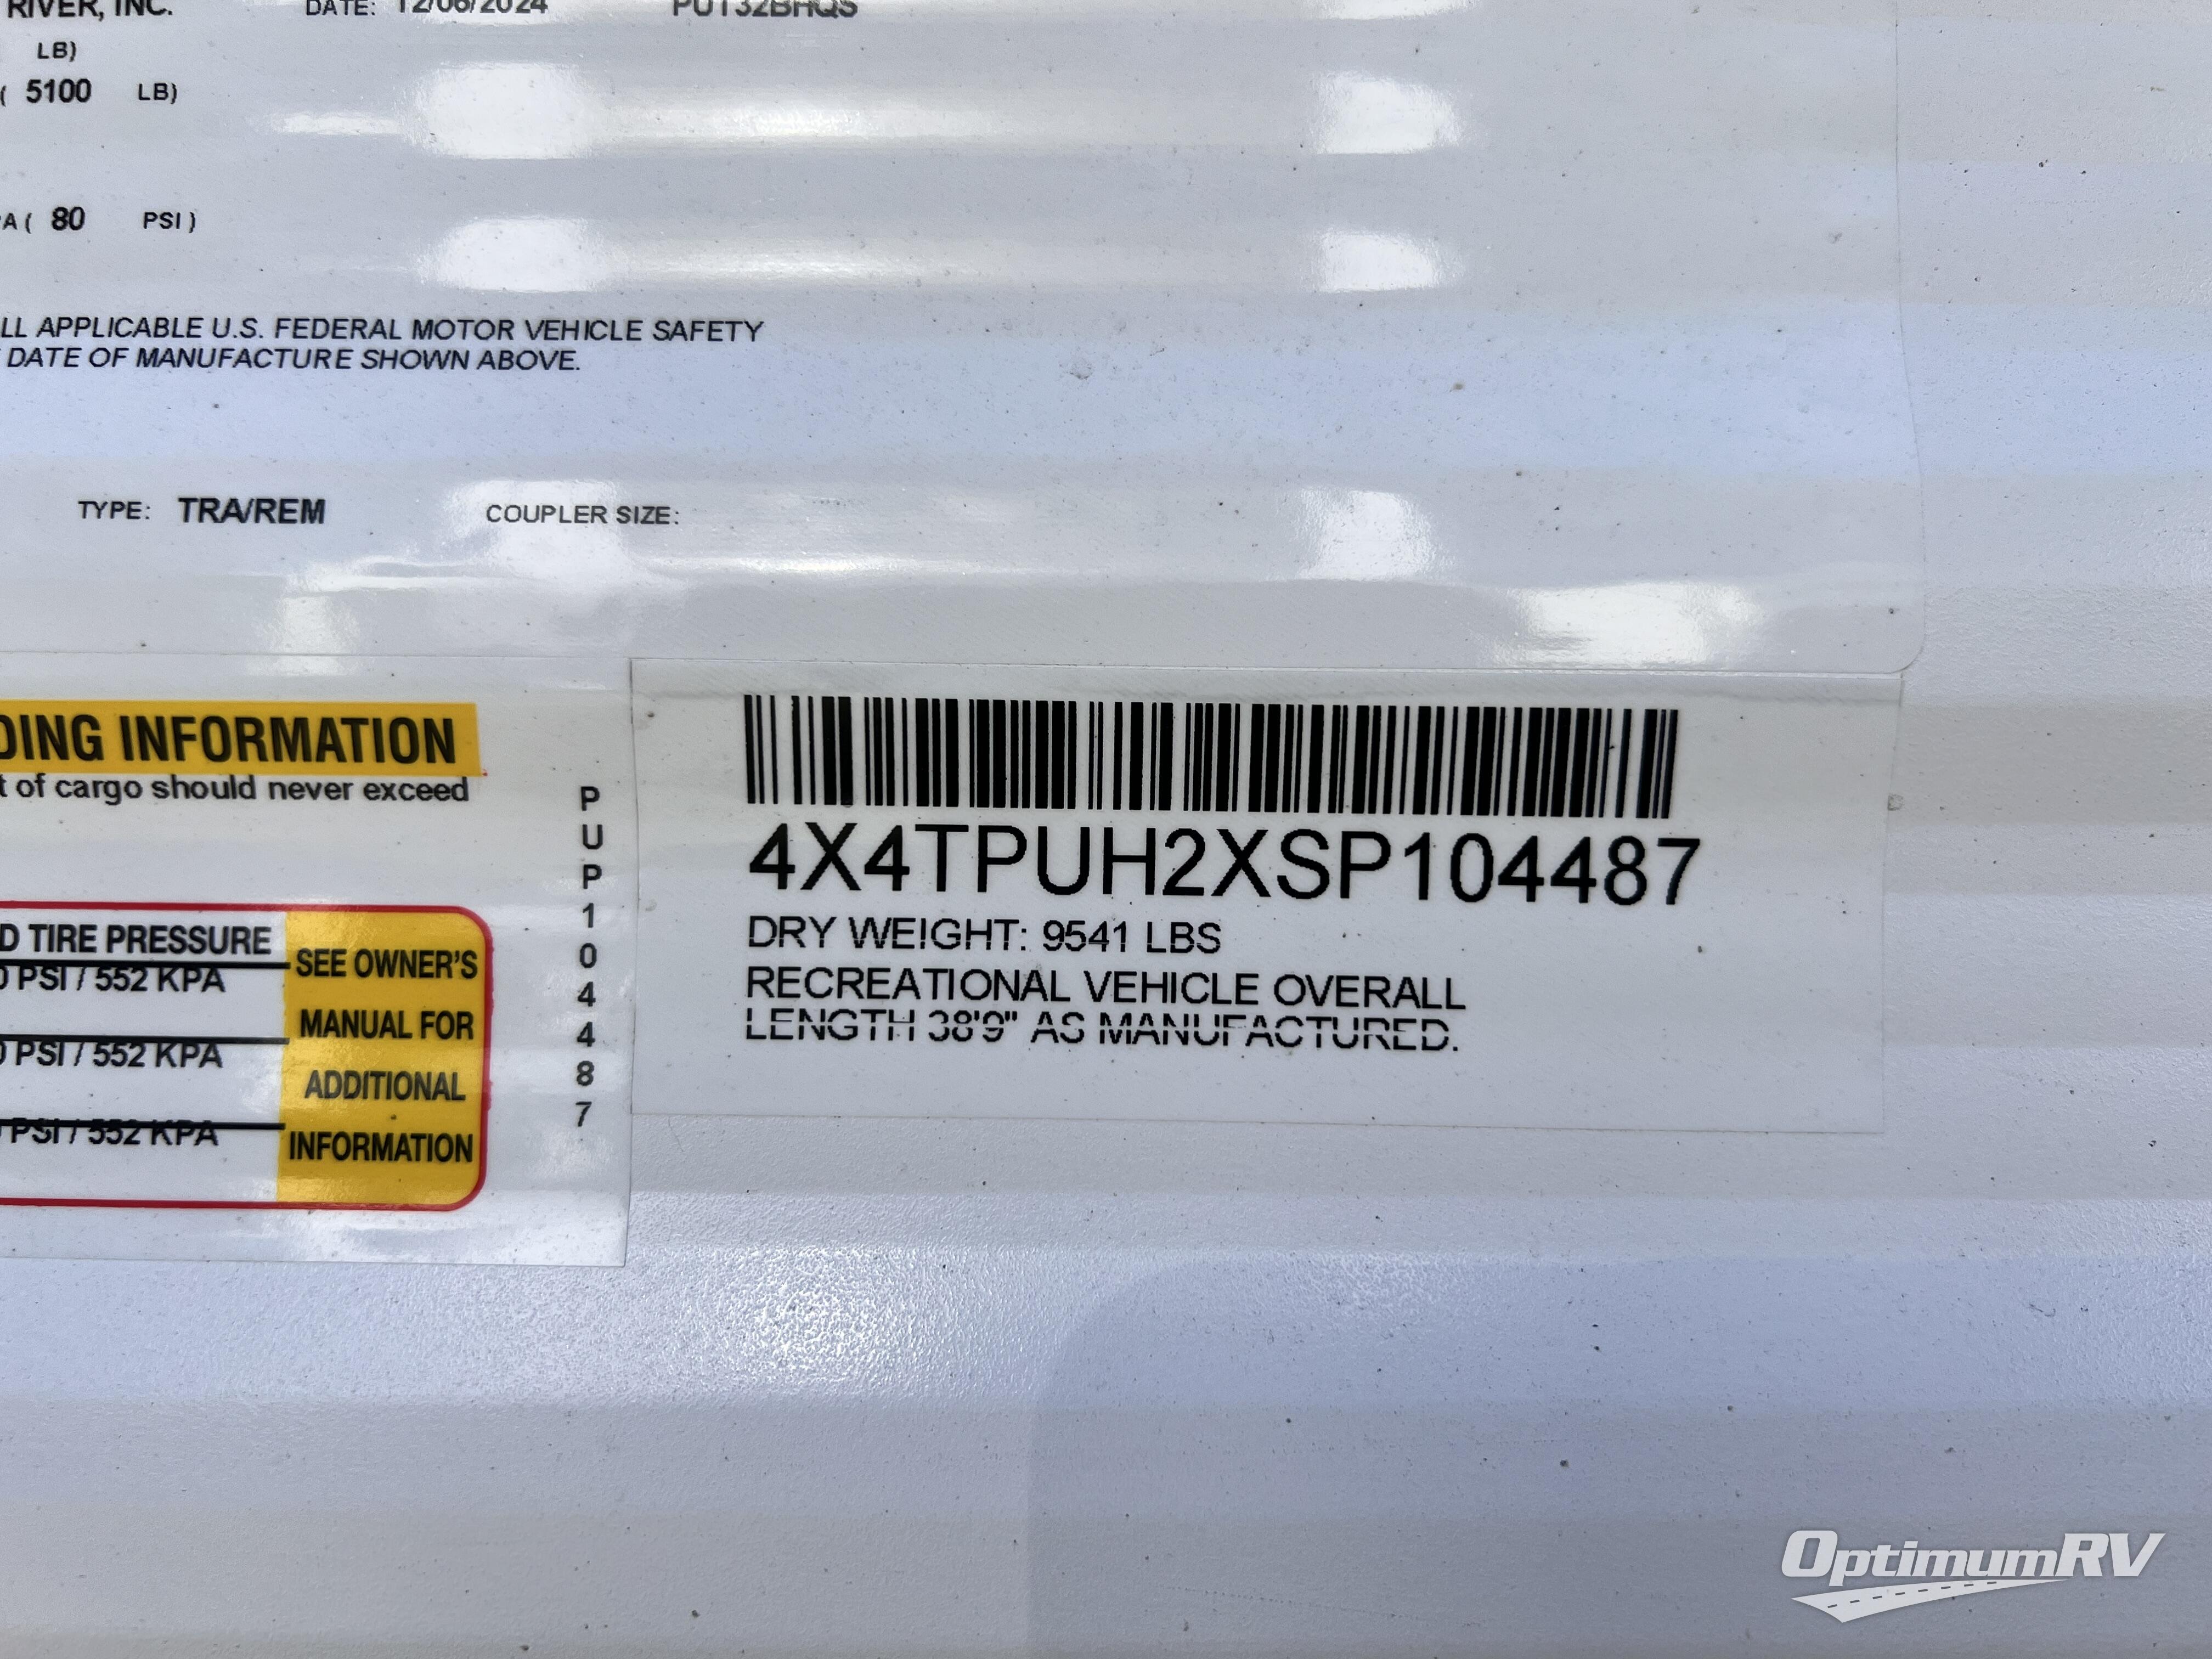 RIVER, INC. DATE: 12/06/2024 PUT32BHQS
LB)
( 5100 LB)
A ( 80 PSI )
LL APPLICABLE U.S. FEDERAL MOTOR VEHICLE SAFETY
DATE OF MANUFACTURE SHOWN ABOVE.
TYPE: TRA/REM COUPLER SIZE:
DING INFORMATION
t of cargo should never exceed
D TIRE PRESSURE
0 PSI / 552 KPA
0 PSI / 552 KPA
PSI / 552 KPA
SEE OWNER'S
MANUAL FOR
ADDITIONAL
INFORMATION
PUP104487
4X4TPUH2XSP104487
DRY WEIGHT: 9541 LBS
RECREATIONAL VEHICLE OVERALL
LENGTH 38'9" AS MANUFACTURED.
OptimumRV